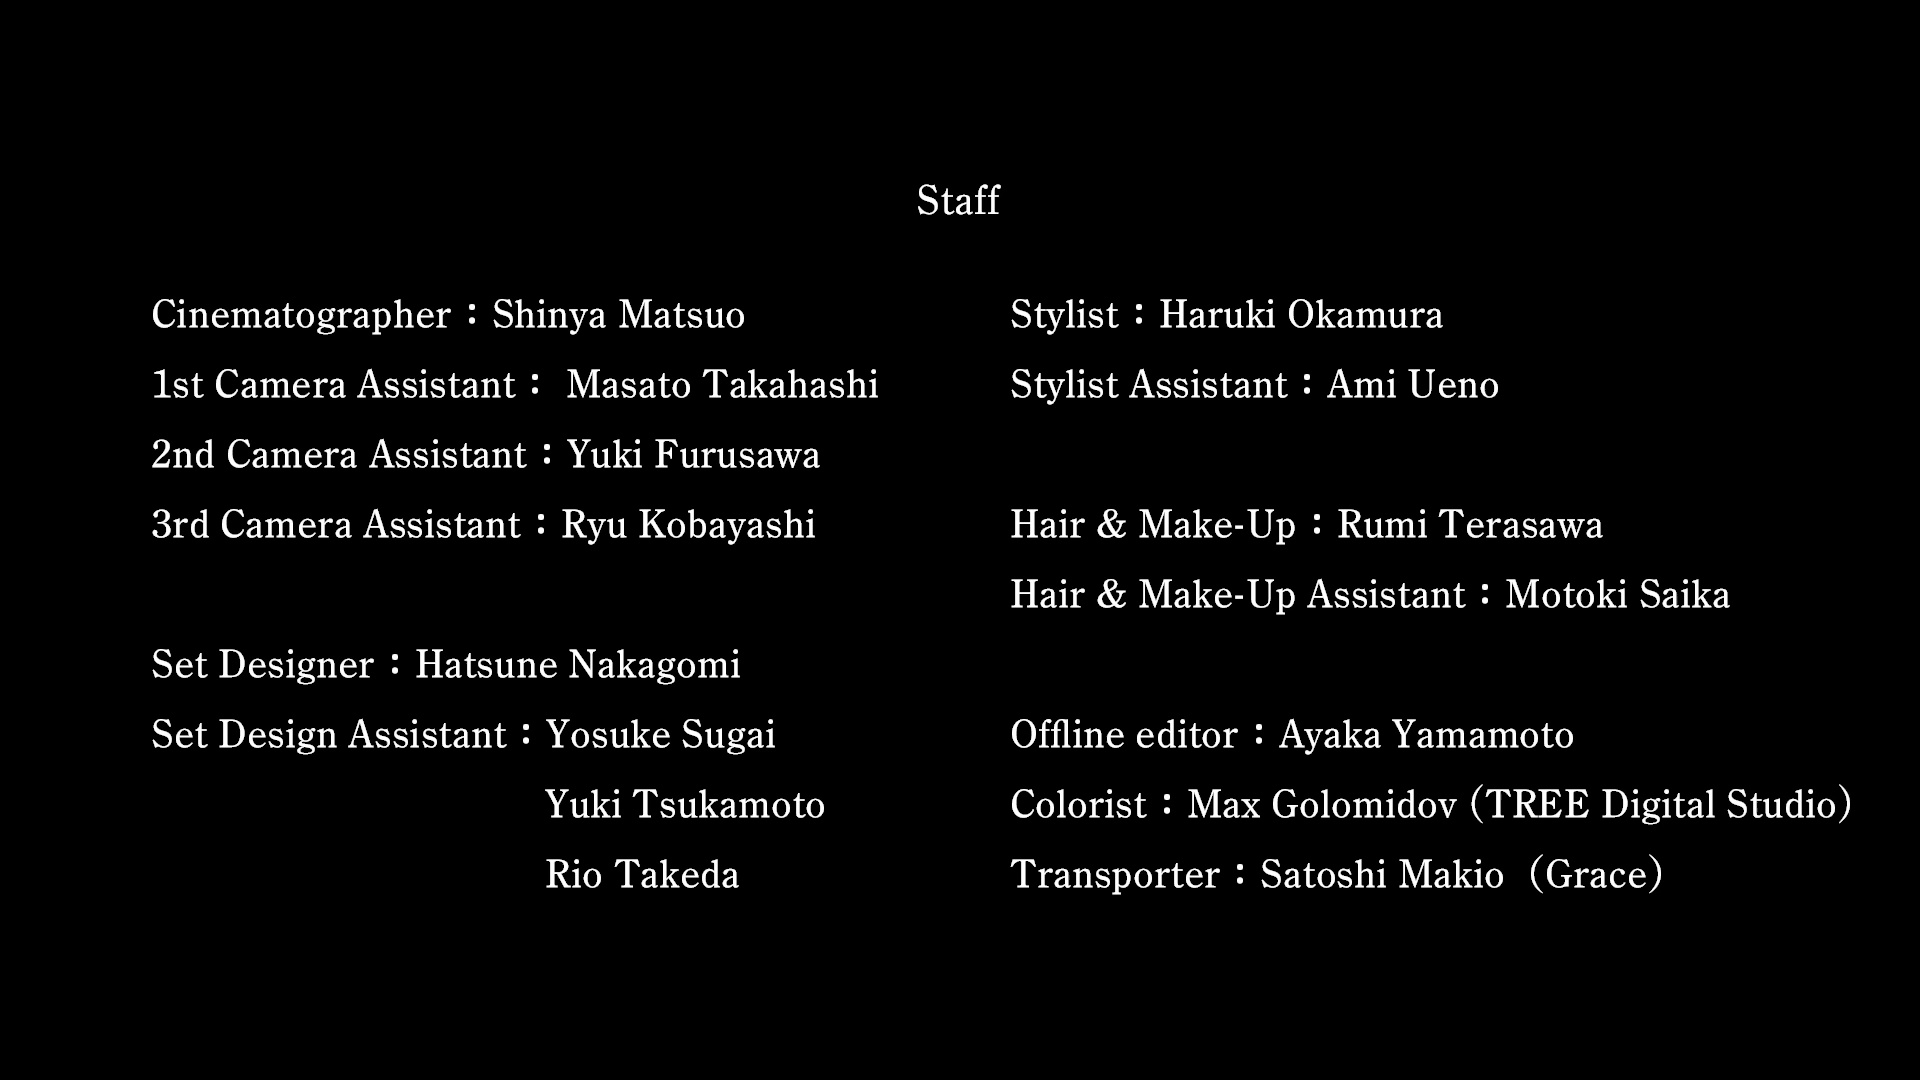 Staff
Cinematographer：Shinya Matsuo
1st Camera Assistant： Masato Takahashi
2nd Camera Assistant：Yuki Furusawa
3rd Camera Assistant：Ryu Kobayashi
Set Designer：Hatsune Nakagomi
Set Design Assistant：Yosuke Sugai
Yuki Tsukamoto
Rio Takeda
Stylist：Haruki Okamura
Stylist Assistant：Ami Ueno
Hair & Make-Up：Rumi Terasawa
Hair & Make-Up Assistant：Motoki Saika
Offline editor：Ayaka Yamamoto
Colorist：Max Golomidov (TREE Digital Studio)
Transporter：Satoshi Makio（Grace）